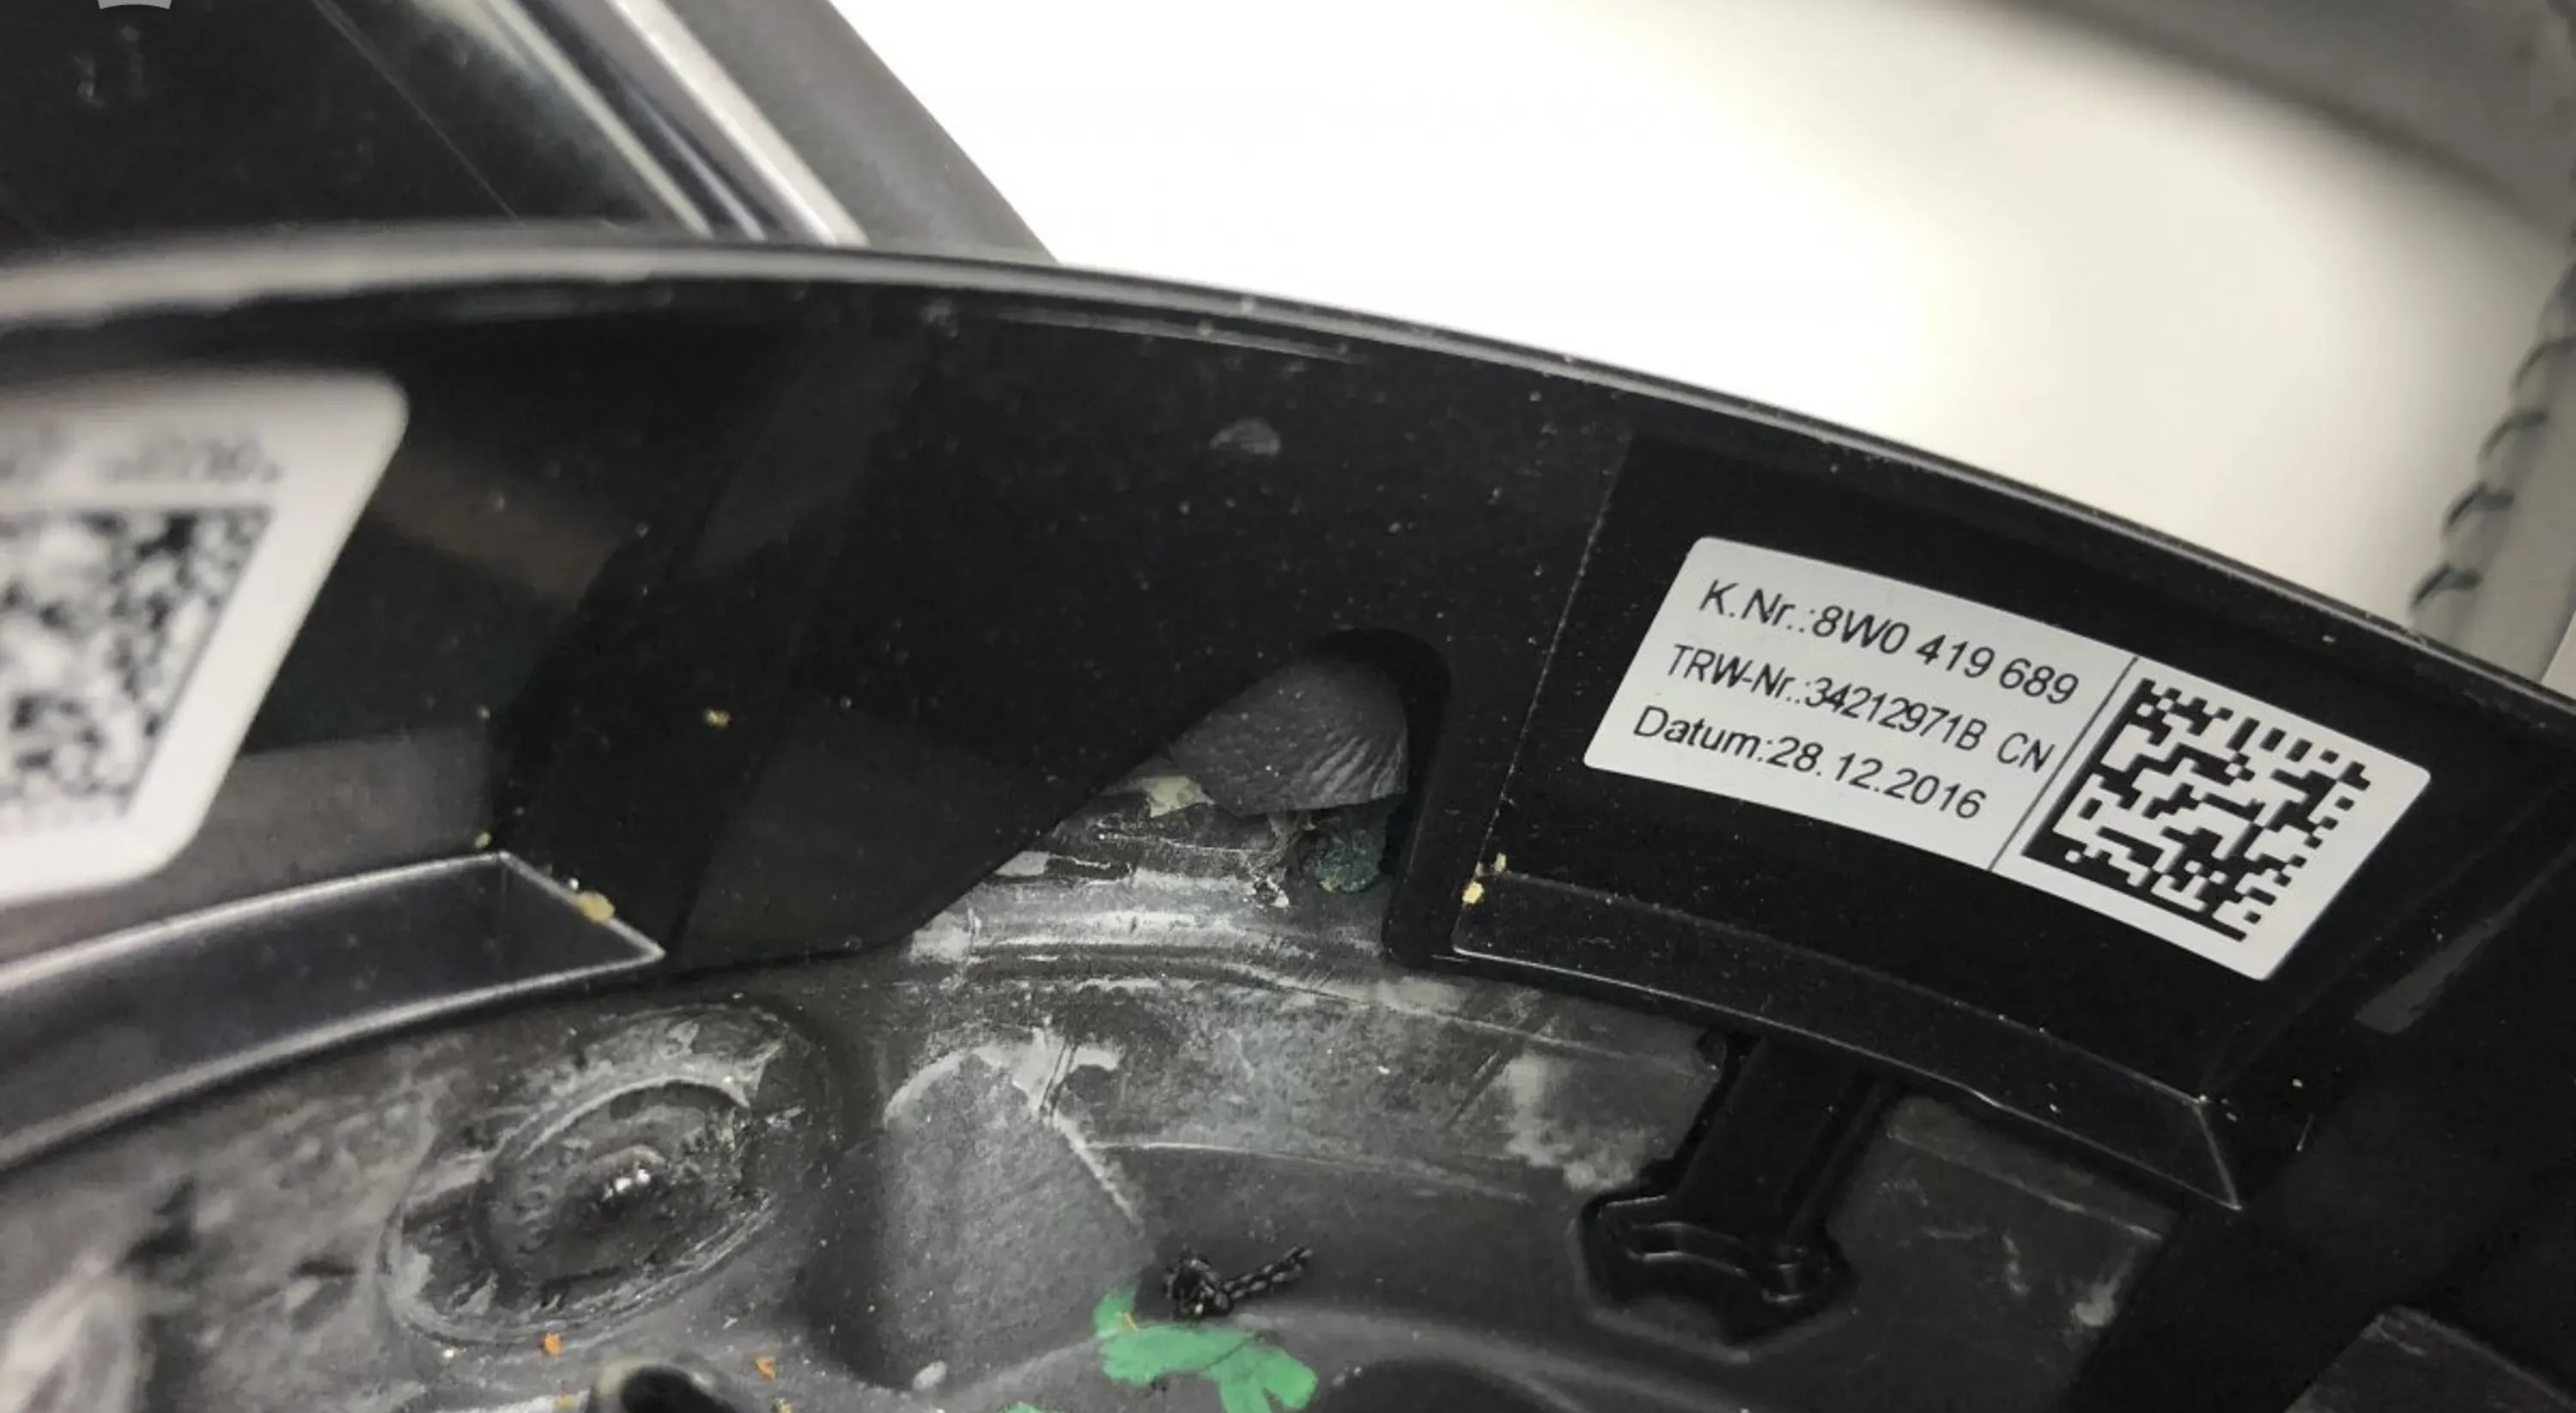 K.Nr.:8W0 419 689
TRW-Nr.:34212971B CN
Datum:28.12.2016